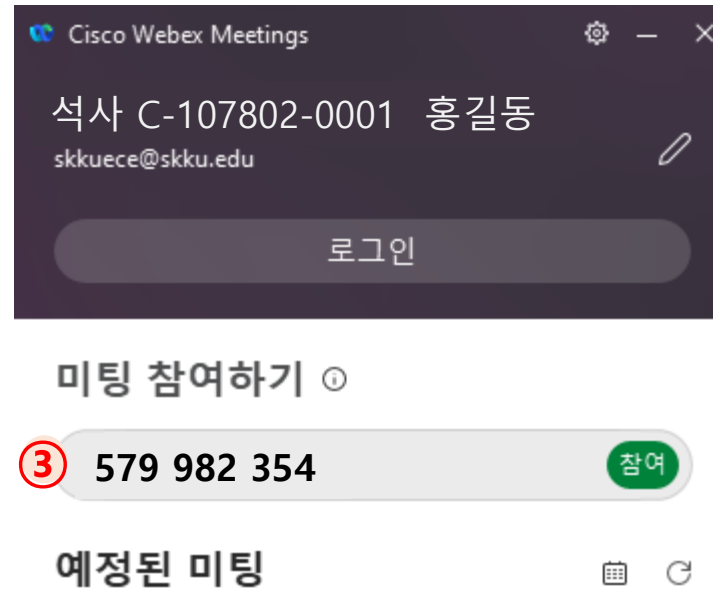 Cisco Webex Meetings
석사 C-107802-0001 홍길동
skkuece@skku.edu
로그인
미팅 참여하기
③ 579 982 354 참여
예정된 미팅